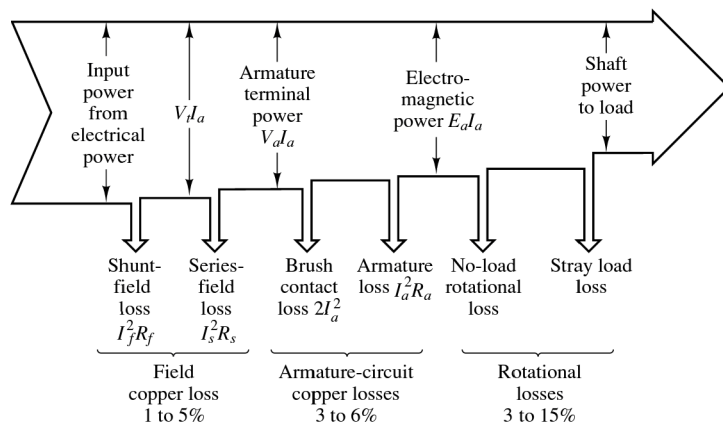 Input
power
from
electrical
power
V_tI_a
Armature
terminal
power
V_aI_a
Electro-
magnetic
power E_aI_a
Shaft
power
to load
Shunt-
field
loss
I_f^2R_f
Series-
field
loss
I_s^2R_s
Brush
contact
loss 2I_a^2
Armature
loss I_a^2R_a
No-load
rotational
loss
Stray load
loss
Field
copper loss
1 to 5%
Armature-circuit
copper losses
3 to 6%
Rotational
losses
3 to 15%